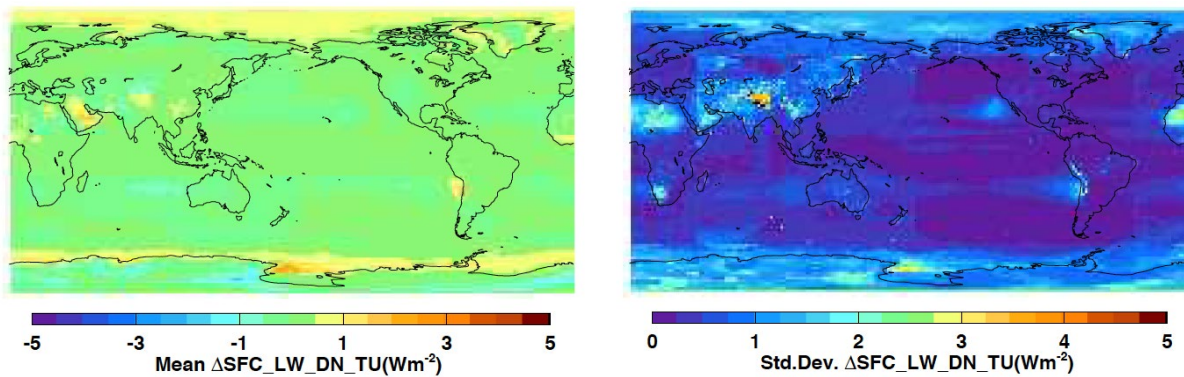 -5 -3 -1 1 3 5
Mean ΔSFC_LW_DN_TU(Wm⁻²)
0 1 2 3 4 5
Std.Dev. ΔSFC_LW_DN_TU(Wm⁻²)